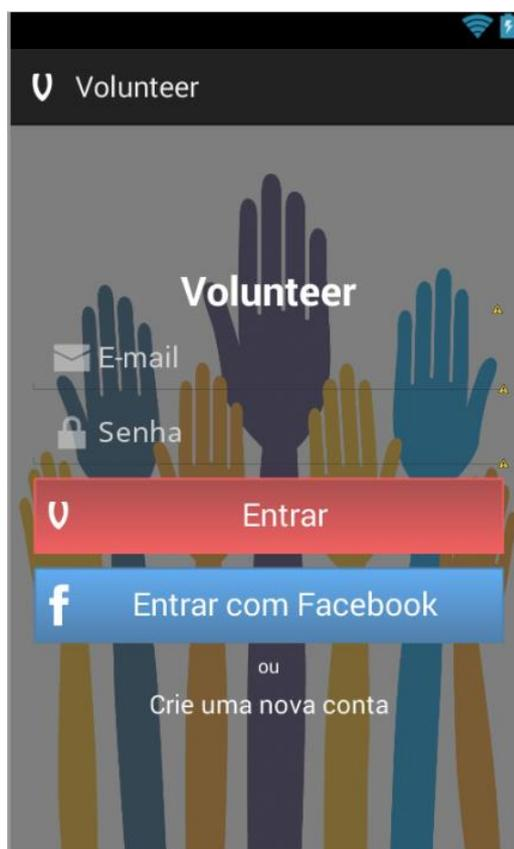 Volunteer
Volunteer
E-mail
Senha
Entrar
Entrar com Facebook
ou
Crie uma nova conta